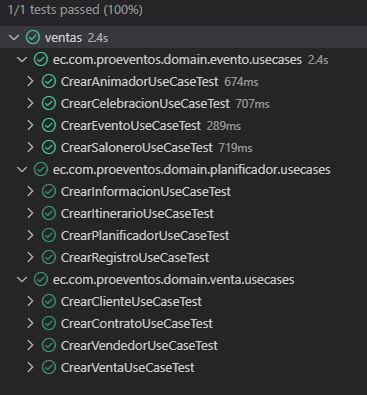 1/1 tests passed (100%)
ventas 2.4s
ec.com.proeventos.domain.evento.usecases 2.4s
CrearAnimadorUseCaseTest 674ms
CrearCelebracionUseCaseTest 707ms
CrearEventoUseCaseTest 289ms
CrearSaloneroUseCaseTest 719ms
ec.com.proeventos.domain.planificador.usecases
CrearInformacionUseCaseTest
CrearItinerarioUseCaseTest
CrearPlanificadorUseCaseTest
CrearRegistroUseCaseTest
ec.com.proeventos.domain.venta.usecases
CrearClienteUseCaseTest
CrearContratoUseCaseTest
CrearVendedorUseCaseTest
CrearVentaUseCaseTest